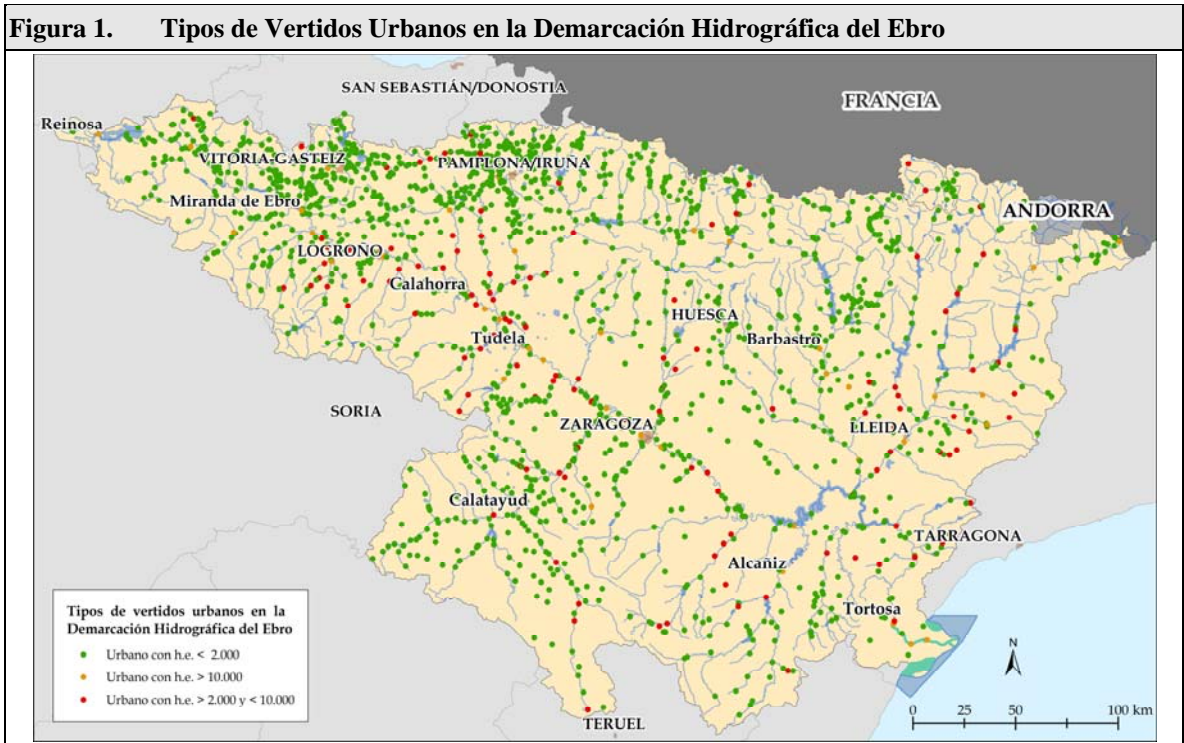 Figura 1. Tipos de Vertidos Urbanos en la Demarcación Hidrográfica del Ebro
SAN SEBASTIÁN/DONOSTIA
FRANCIA
Reinosa
VITORIA-GASTEIZ
PAMPLONA/IRUÑA
Miranda de Ebro
ANDORRA
LOGROÑO
Calahorra
HUESCA
Tudela
Barbastro
SORIA
ZARAGOZA
LLEIDA
Calatayud
TARRAGONA
Alcañiz
Tortosa
TERUEL
Tipos de vertidos urbanos en la
Demarcación Hidrográfica del Ebro
Urbano con h.e. < 2.000
Urbano con h.e. > 10.000
Urbano con h.e. > 2.000 y < 10.000
N
0 25 50 100 km